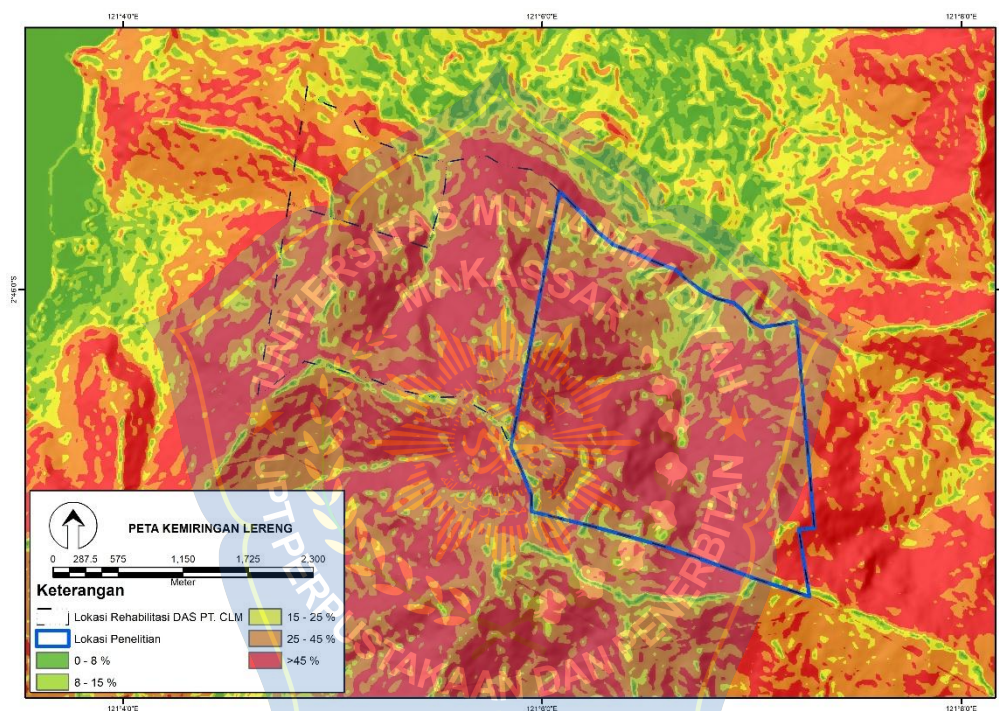 121°4'0"E
121°6'0"E
121°8'0"E
2°46'0"S
UNIVERSITAS MUHAMMADIYAH
MAKASSAR
UPT PERPUSTAKAAN DAN PENERBITAN
PETA KEMIRINGAN LERENG
0 287.5 575 1,150 1,725 2,300
Meter
Keterangan
Lokasi Rehabilitasi DAS PT. CLM
Lokasi Penelitian
0 - 8 %
8 - 15 %
15 - 25 %
25 - 45 %
>45 %
121°4'0"E
121°6'0"E
121°8'0"E